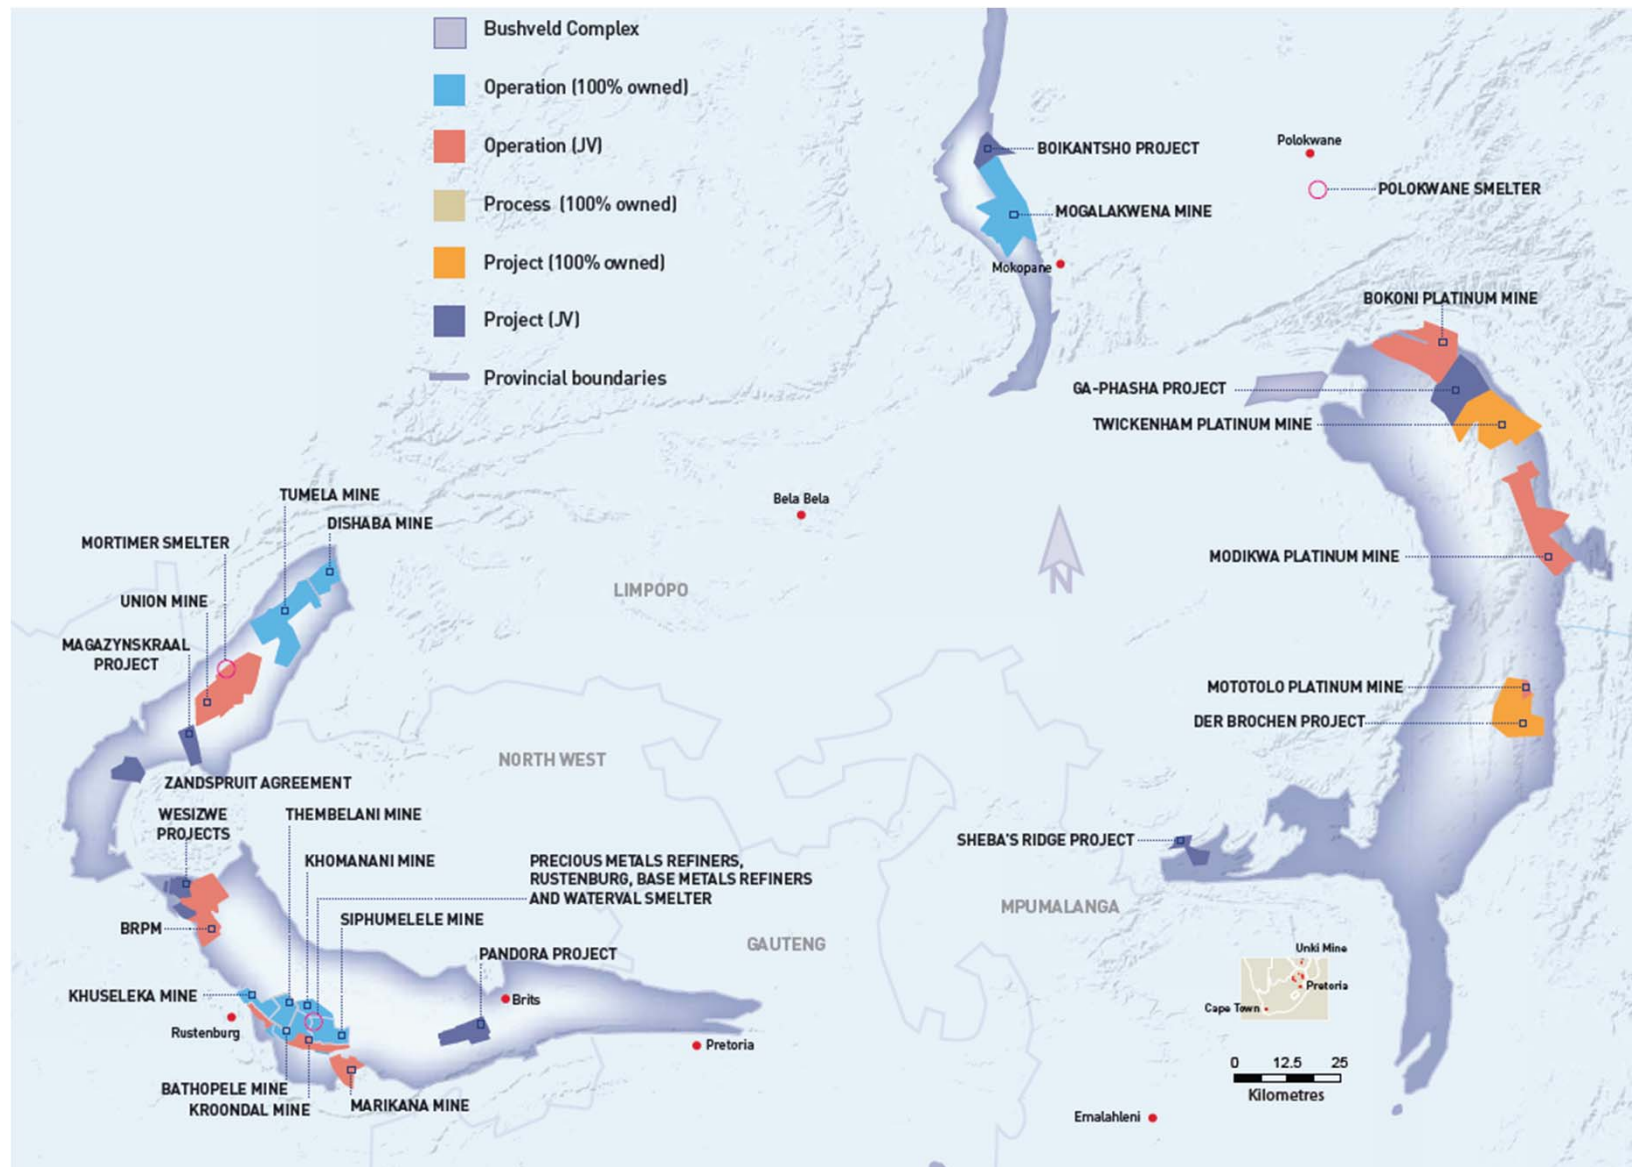 Bushveld Complex
Operation (100% owned)
Operation (JV)
Process (100% owned)
Project (100% owned)
Project (JV)
Provincial boundaries
BOIKANTSHO PROJECT
MOGALAKWENA MINE
Mokopane
Polokwane
POLOKWANE SMELTER
BOKONI PLATINUM MINE
GA-PHASHA PROJECT
TWICKENHAM PLATINUM MINE
MODIKWA PLATINUM MINE
MOTOTOLO PLATINUM MINE
DER BROCHEN PROJECT
SHEBA'S RIDGE PROJECT
Bela Bela
LIMPOPO
N
TUMELA MINE
DISHABA MINE
MORTIMER SMELTER
UNION MINE
MAGAZYNSKRAAL
PROJECT
ZANDSPRUIT AGREEMENT
NORTH WEST
WESIZWE
PROJECTS
THEMBELANI MINE
KHOMANANI MINE
PRECIOUS METALS REFINERS,
RUSTENBURG, BASE METALS REFINERS
AND WATERVAL SMELTER
SIPHUMELELE MINE
BRPM
PANDORA PROJECT
GAUTENG
MPUMALANGA
KHUSELEKA MINE
Rustenburg
Brits
Pretoria
BATHOPELE MINE
KROONDAL MINE
MARIKANA MINE
Unki Mine
Pretoria
Cape Town
0 12.5 25
Kilometres
Emalahleni